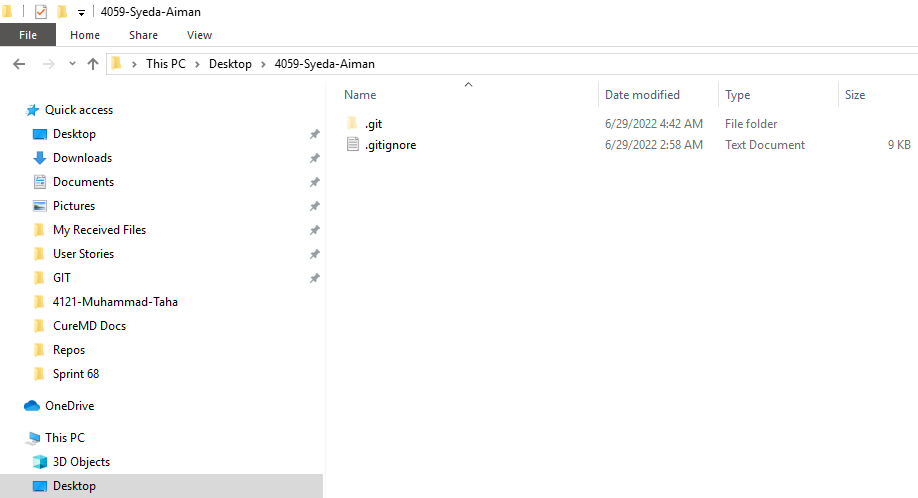 4059-Syeda-Aiman
File Home Share View
This PC Desktop 4059-Syeda-Aiman
Name Date modified Type Size
Quick access
Desktop
Downloads
Documents
Pictures
My Received Files
User Stories
GIT
4121-Muhammad-Taha
CureMD Docs
Repos
Sprint 68
OneDrive
This PC
3D Objects
Desktop
.git 6/29/2022 4:42 AM File folder
.gitignore 6/29/2022 2:58 AM Text Document 9 KB